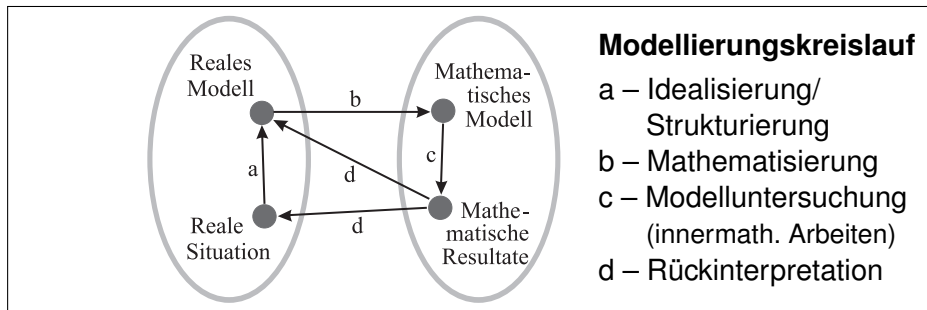 Reales
Modell
b
Mathema-
tisches
Modell
a
d
c
Reale
Situation
d
Mathe-
matische
Resultate
Modellierungskreislauf
a – Idealisierung/
Strukturierung
b – Mathematisierung
c – Modelluntersuchung
(innermath. Arbeiten)
d – Rückinterpretation